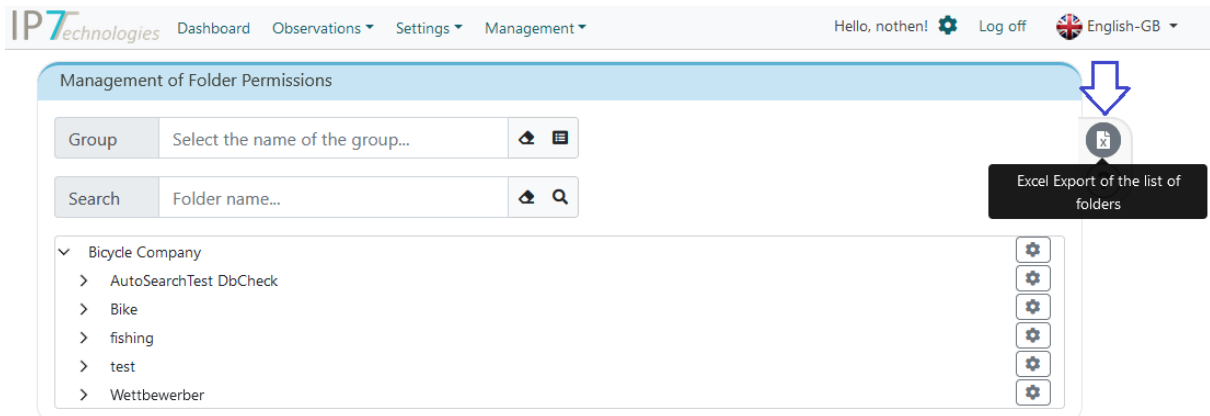 IP7Technologies Dashboard Observations Settings Management Hello, nothen! Log off English-GB
Management of Folder Permissions
Group Select the name of the group...
Excel Export of the list of
folders
Search Folder name...
Bicycle Company
AutoSearchTest DbCheck
Bike
fishing
test
Wettbewerber